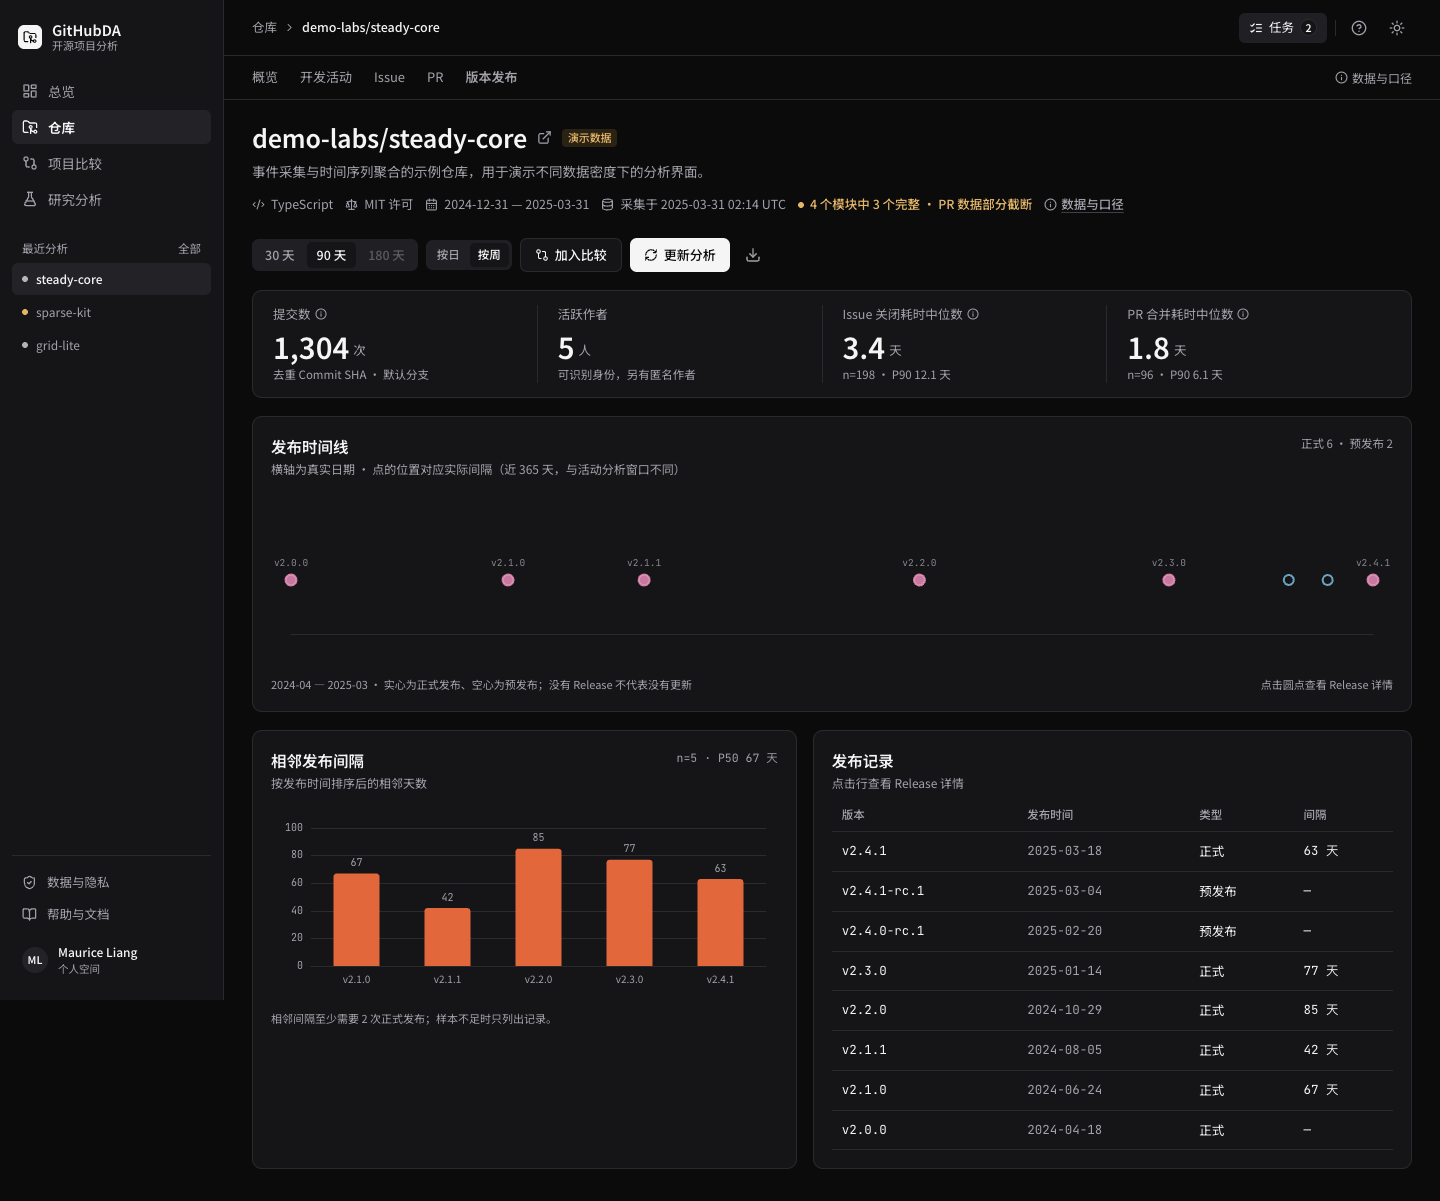 GitHubDA
开源项目分析
总览
仓库
项目比较
研究分析
最近分析 全部
steady-core
sparse-kit
grid-lite
数据与隐私
帮助与文档
ML Maurice Liang
个人空间
仓库 demo-labs/steady-core 任务 2
概览 开发活动 Issue PR 版本发布 数据与口径
demo-labs/steady-core 演示数据
事件采集与时间序列聚合的示例仓库，用于演示不同数据密度下的分析界面。
TypeScript MIT 许可 2024-12-31 — 2025-03-31 采集于 2025-03-31 02:14 UTC 4 个模块中 3 个完整 · PR 数据部分截断 数据与口径
30 天 90 天 180 天 按日 按周 加入比较 更新分析
提交数
1,304 次
去重 Commit SHA · 默认分支
活跃作者
5 人
可识别身份，另有匿名作者
Issue 关闭耗时中位数
3.4 天
n=198 · P90 12.1 天
PR 合并耗时中位数
1.8 天
n=96 · P90 6.1 天
发布时间线 正式 6 · 预发布 2
横轴为真实日期 · 点的位置对应实际间隔（近 365 天，与活动分析窗口不同）
v2.0.0 v2.1.0 v2.1.1 v2.2.0 v2.3.0 v2.4.1
2024-04 — 2025-03 · 实心为正式发布、空心为预发布；没有 Release 不代表没有更新 点击圆点查看 Release 详情
相邻发布间隔 n=5 · P50 67 天
按发布时间排序后的相邻天数
100
80
60
40
20
0
67 42 85 77 63
v2.1.0 v2.1.1 v2.2.0 v2.3.0 v2.4.1
相邻间隔至少需要 2 次正式发布；样本不足时只列出记录。
发布记录
点击行查看 Release 详情
版本 发布时间 类型 间隔
v2.4.1 2025-03-18 正式 63 天
v2.4.1-rc.1 2025-03-04 预发布 —
v2.4.0-rc.1 2025-02-20 预发布 —
v2.3.0 2025-01-14 正式 77 天
v2.2.0 2024-10-29 正式 85 天
v2.1.1 2024-08-05 正式 42 天
v2.1.0 2024-06-24 正式 67 天
v2.0.0 2024-04-18 正式 —